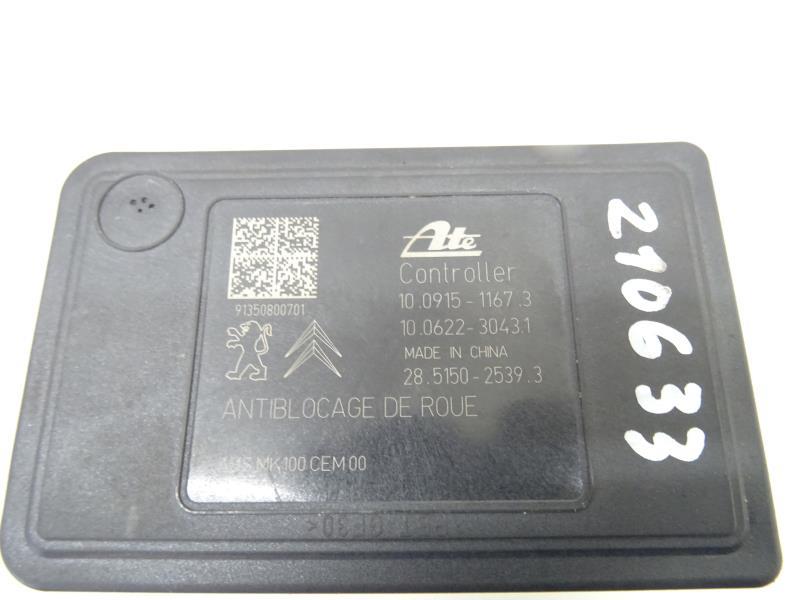 Ate
Controller
10.0915-1167.3
91350800701
10.0622-3043.1
MADE IN CHINA
28.5150-2539.3
ANTIBLOCAGE DE ROUE
MK100 CEM 00
210633